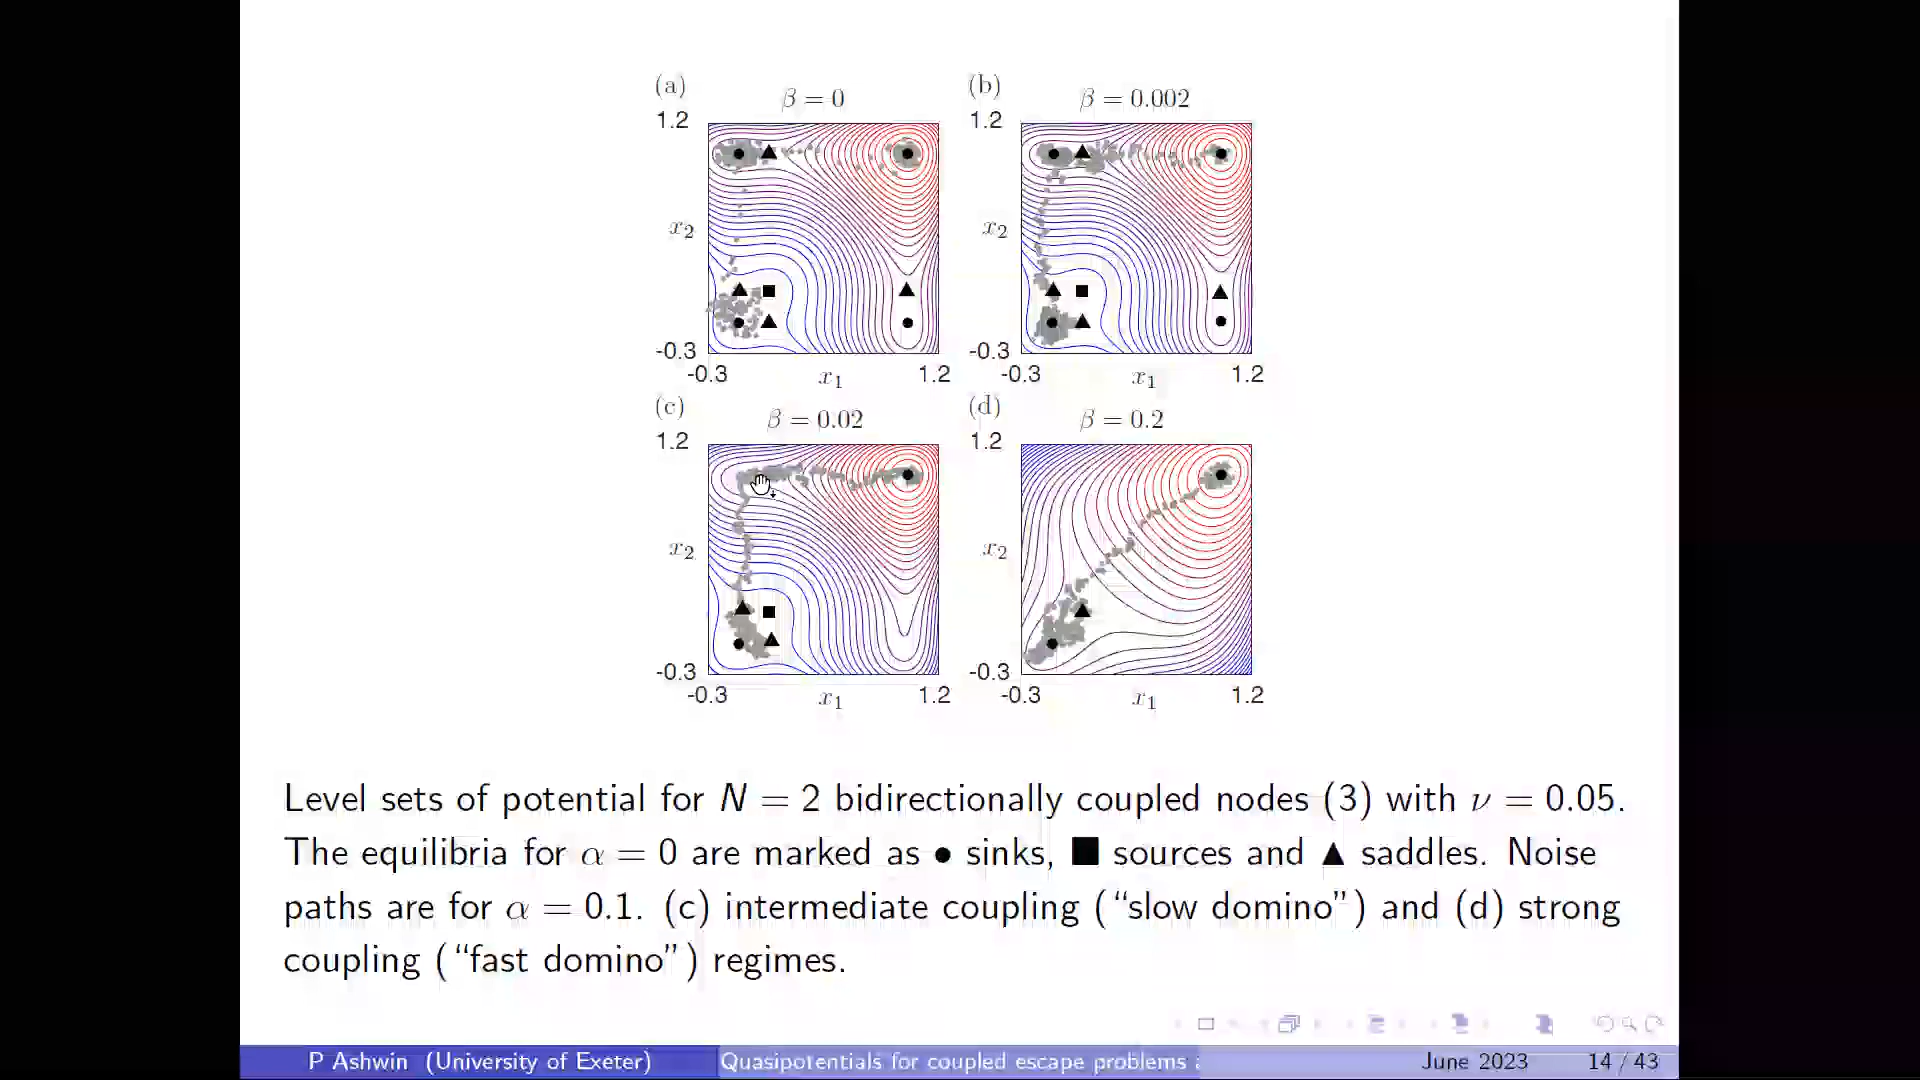 (a)
β = 0
1.2
x₂
-0.3
-0.3
x₁
1.2
(b)
β = 0.002
1.2
x₂
-0.3
-0.3
x₁
1.2
(c)
β = 0.02
1.2
x₂
-0.3
-0.3
x₁
1.2
(d)
β = 0.2
1.2
x₂
-0.3
-0.3
x₁
1.2
Level sets of potential for N = 2 bidirectionally coupled nodes (3) with ν = 0.05.
The equilibria for α = 0 are marked as ● sinks, ■ sources and ▲ saddles. Noise
paths are for α = 0.1. (c) intermediate coupling (“slow domino”) and (d) strong
coupling (“fast domino”) regimes.
P Ashwin (University of Exeter)
Quasipotentials for coupled escape problems
June 2023
14 / 43